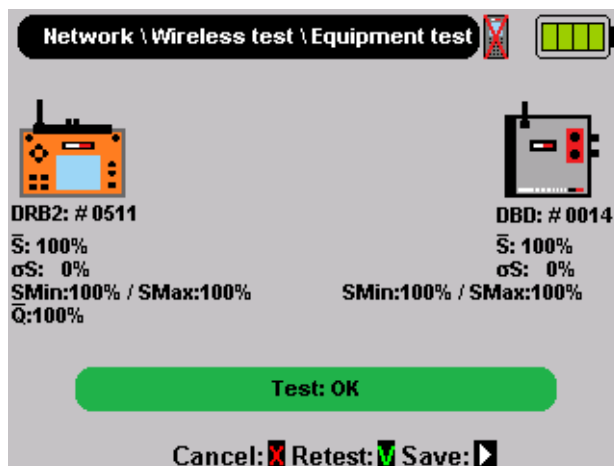 Network \ Wireless test \ Equipment test
DRB2: # 0511
S̅: 100%
σS: 0%
SMin:100% / SMax:100%
Q̅:100%
DBD: # 0014
S̅: 100%
σS: 0%
SMin:100% / SMax:100%
Test: OK
Cancel: X Retest: V Save: